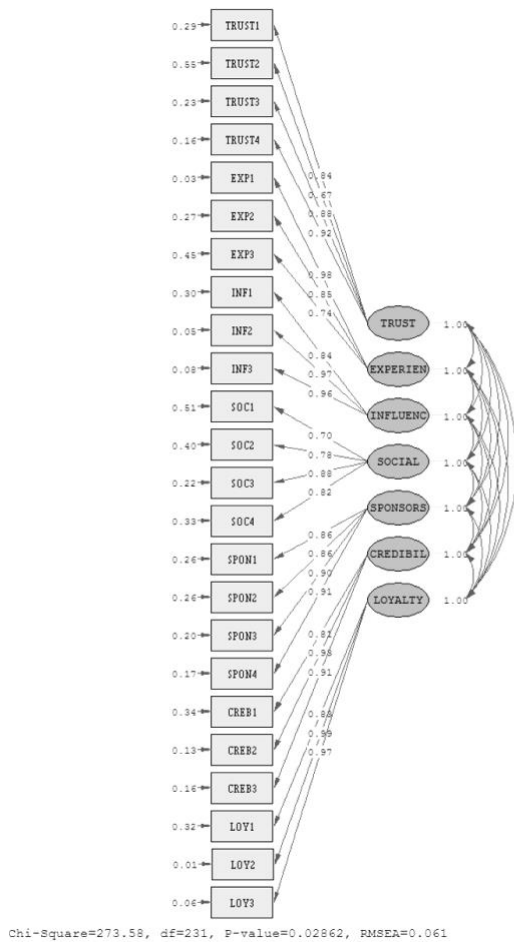 0.29 TRUST1
0.55 TRUST2
0.23 TRUST3
0.16 TRUST4
0.84
0.67
0.88
0.92
0.03 EXP1
0.27 EXP2
0.45 EXP3
0.98
0.85
0.74
0.30 INF1
0.05 INF2
0.08 INF3
0.84
0.97
0.96
TRUST 1.00
EXPERIEN 1.00
INFLUENC 1.00
SOCIAL 1.00
SPONSORS 1.00
CREDIBIL 1.00
LOYALTY 1.00
0.51 SOC1
0.40 SOC2
0.22 SOC3
0.33 SOC4
0.70
0.78
0.88
0.82
0.26 SPON1
0.26 SPON2
0.20 SPON3
0.17 SPON4
0.86
0.86
0.90
0.91
0.34 CREB1
0.13 CREB2
0.16 CREB3
0.81
0.93
0.91
0.32 LOY1
0.01 LOY2
0.06 LOY3
0.99
0.97
Chi-Square=273.58, df=231, P-value=0.02862, RMSEA=0.061